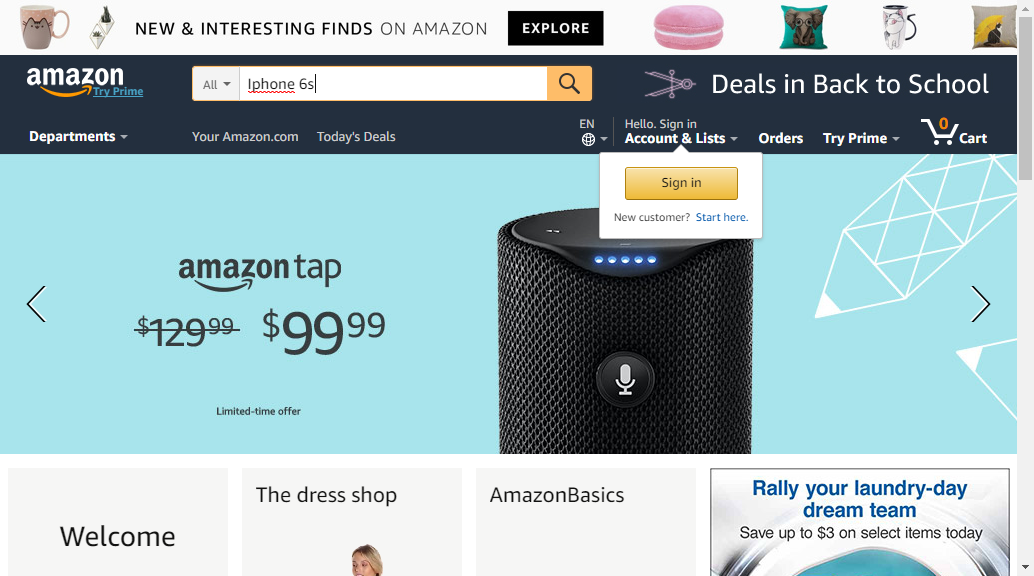 NEW & INTERESTING FINDS ON AMAZON EXPLORE
amazon
Try Prime
All Iphone 6s
Deals in Back to School
Departments
Your Amazon.com Today's Deals
EN
Hello. Sign in
Account & Lists
Orders
Try Prime
0
Cart
Sign in
New customer? Start here.
amazon tap
$129.99 $99.99
Limited-time offer
Welcome
The dress shop
AmazonBasics
Rally your laundry-day
dream team
Save up to $3 on select items today